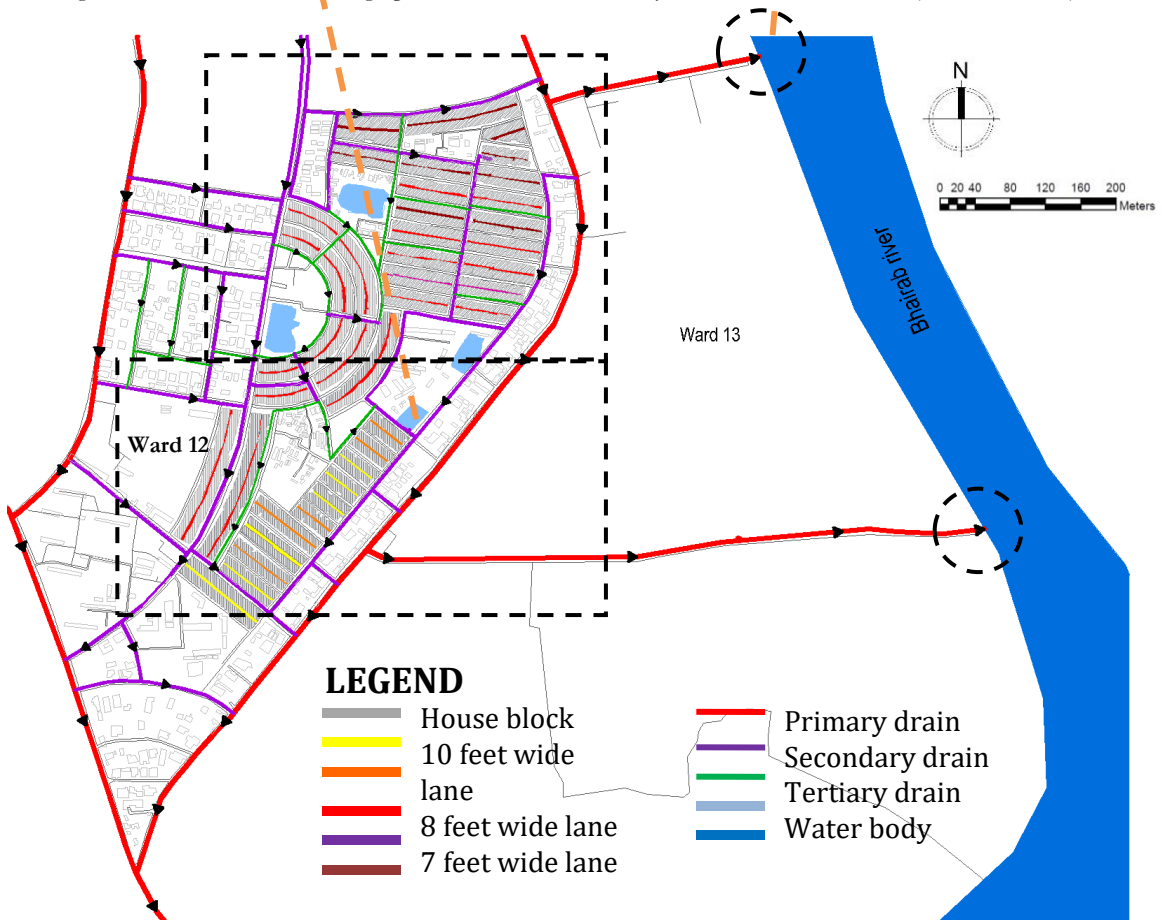 N
0 20 40 80 120 160 200
Meters
Bhairab river
Ward 13
Ward 12
LEGEND
House block
10 feet wide
lane
8 feet wide lane
7 feet wide lane
Primary drain
Secondary drain
Tertiary drain
Water body